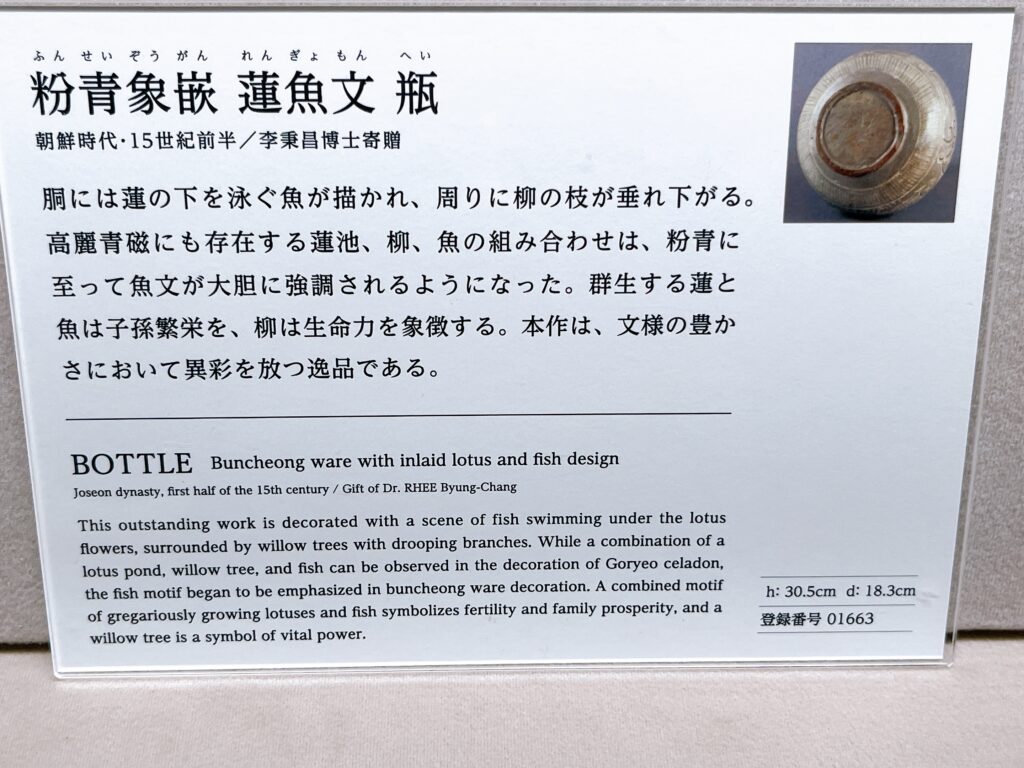 ふんせいぞうがん れんぎょもん へい
粉青象嵌 蓮魚文 瓶
朝鮮時代・15世紀前半／李秉昌博士寄贈
胴には蓮の下を泳ぐ魚が描かれ、周りに柳の枝が垂れ下がる。
高麗青磁にも存在する蓮池、柳、魚の組み合わせは、粉青に
至って魚文が大胆に強調されるようになった。群生する蓮と
魚は子孫繁栄を、柳は生命力を象徴する。本作は、文様の豊か
さにおいて異彩を放つ逸品である。
BOTTLE Buncheong ware with inlaid lotus and fish design
Joseon dynasty, first half of the 15th century / Gift of Dr. RHEE Byung-Chang
This outstanding work is decorated with a scene of fish swimming under the lotus
flowers, surrounded by willow trees with drooping branches. While a combination of a
lotus pond, willow tree, and fish can be observed in the decoration of Goryeo celadon,
the fish motif began to be emphasized in buncheong ware decoration. A combined motif
of gregariously growing lotuses and fish symbolizes fertility and family prosperity, and a
willow tree is a symbol of vital power.
h: 30.5cm d: 18.3cm
登録番号 01663